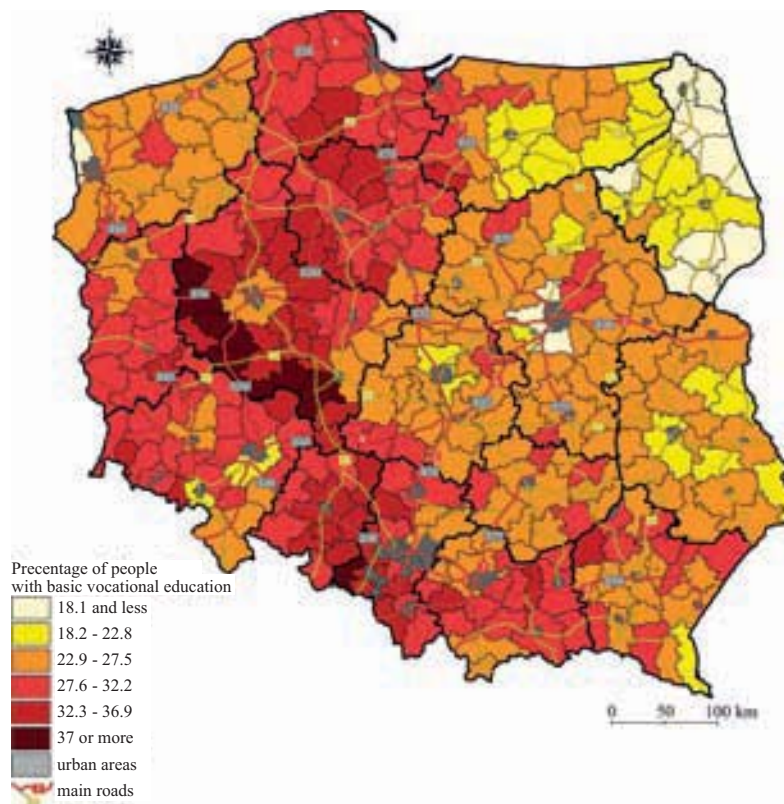 Precentage of people
with basic vocational education
18.1 and less
18.2 - 22.8
22.9 - 27.5
27.6 - 32.2
32.3 - 36.9
37 or more
urban areas
main roads
0 50 100 km